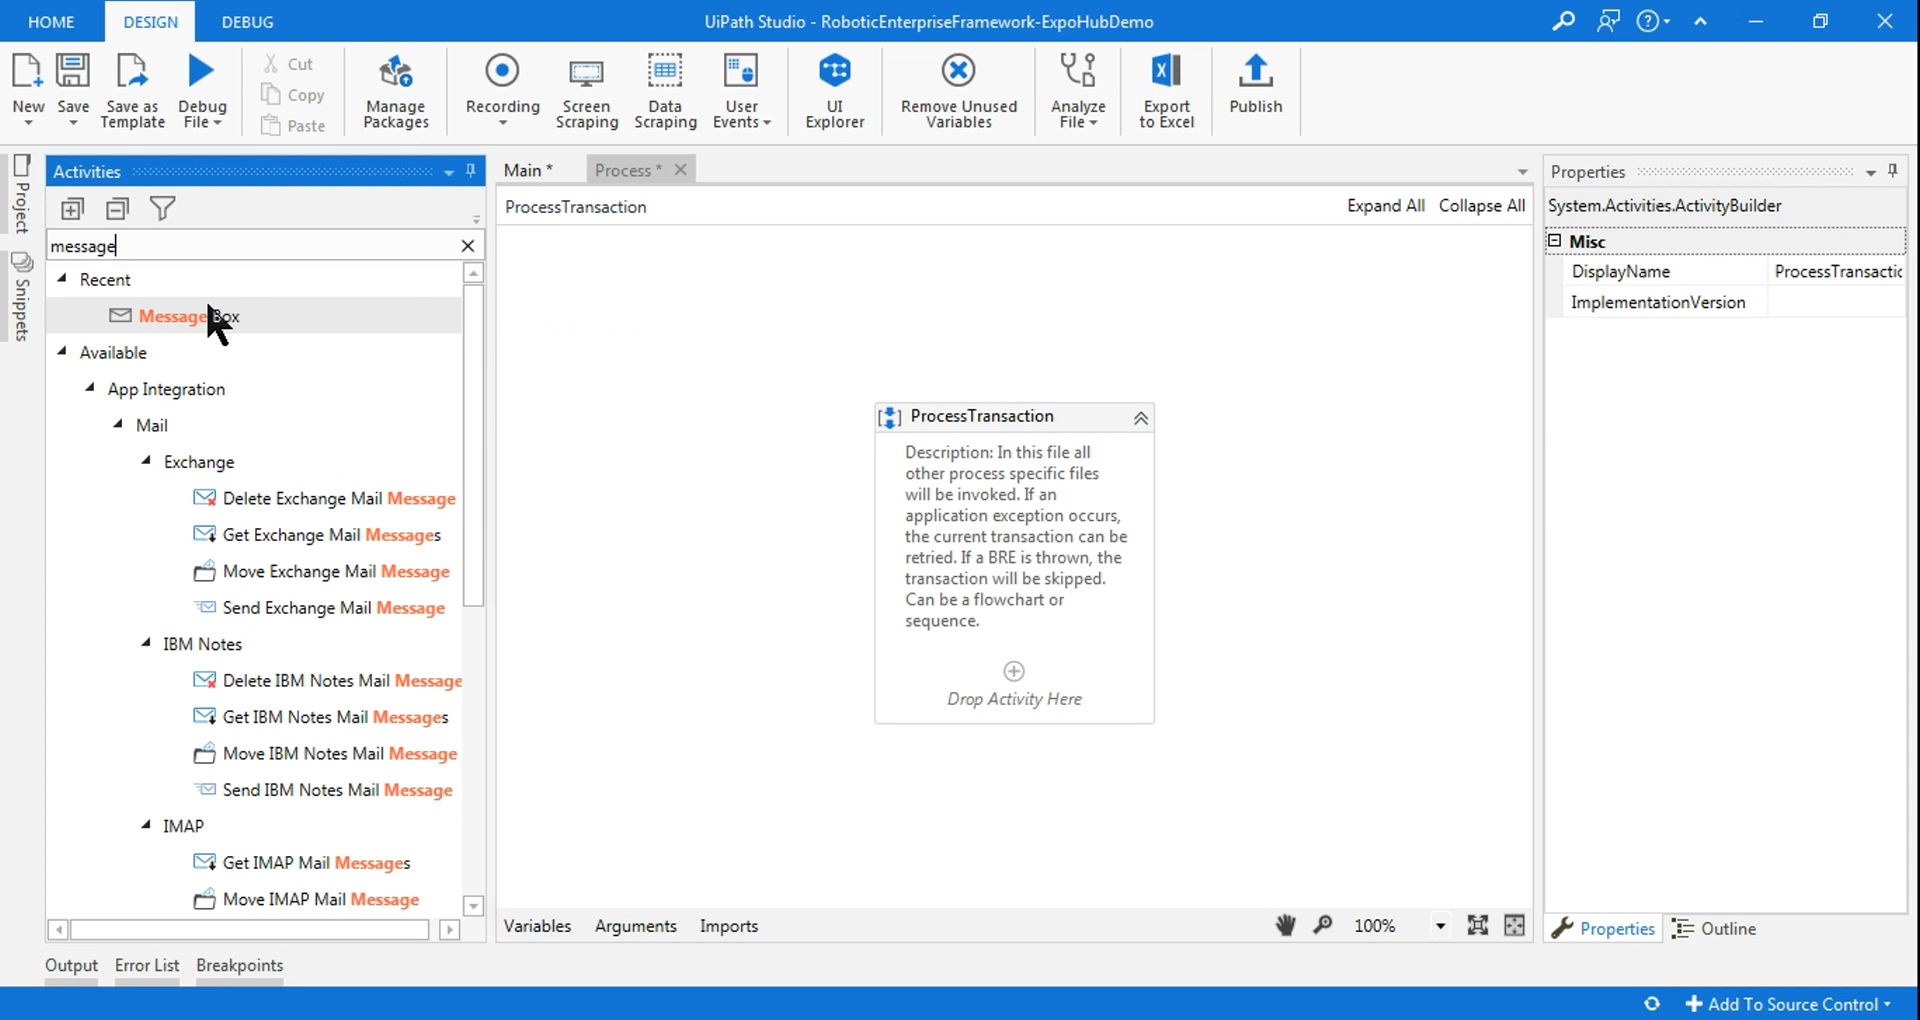 HOME DESIGN DEBUG UiPath Studio - RoboticEnterpriseFramework-ExpoHubDemo
New Save Save as Template Debug File Cut Copy Paste Manage Packages Recording Screen Scraping Data Scraping User Events UI Explorer Remove Unused Variables Analyze File Export to Excel Publish
Project
Snippets
Activities
message
Recent
Message Box
Available
App Integration
Mail
Exchange
Delete Exchange Mail Message
Get Exchange Mail Messages
Move Exchange Mail Message
Send Exchange Mail Message
IBM Notes
Delete IBM Notes Mail Message
Get IBM Notes Mail Messages
Move IBM Notes Mail Message
Send IBM Notes Mail Message
IMAP
Get IMAP Mail Messages
Move IMAP Mail Message
Main * Process *
ProcessTransaction Expand All Collapse All
ProcessTransaction
Description: In this file all
other process specific files
will be invoked. If an
application exception occurs,
the current transaction can be
retried. If a BRE is thrown, the
transaction will be skipped.
Can be a flowchart or
sequence.
Drop Activity Here
Variables Arguments Imports 100%
Properties
System.Activities.ActivityBuilder
Misc
DisplayName ProcessTransactic
ImplementationVersion
Properties Outline
Output Error List Breakpoints
Add To Source Control